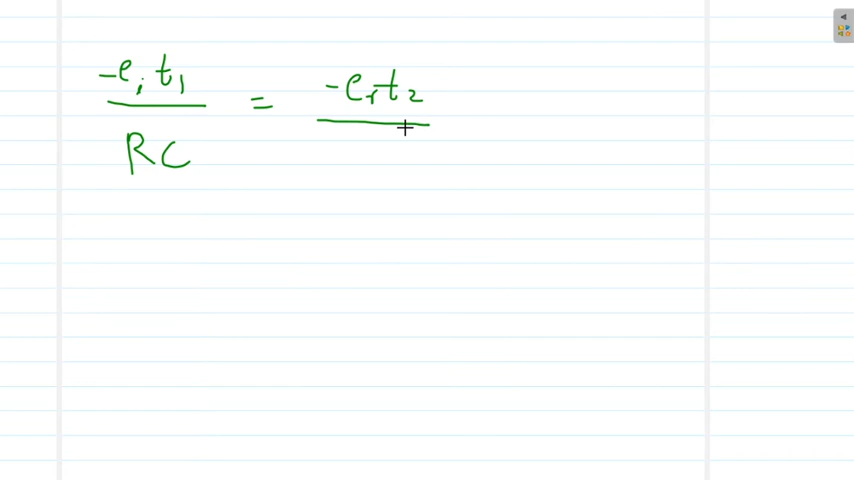 -eᵢ t₁ = -eᵣ t₂
RC